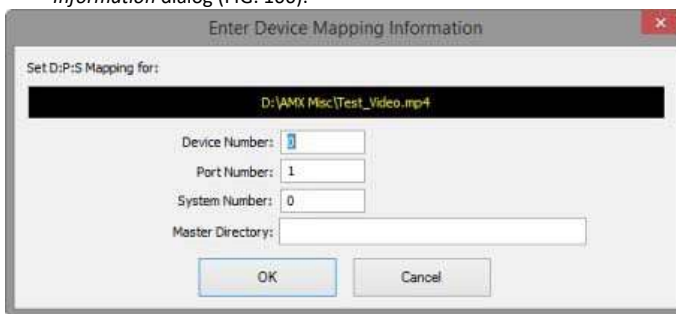 Information dialog (FIG. 106).
Enter Device Mapping Information
Set D:P:S Mapping for:
D:\AMX Misc\Test_Video.mp4
Device Number: 0
Port Number: 1
System Number: 0
Master Directory:
OK Cancel